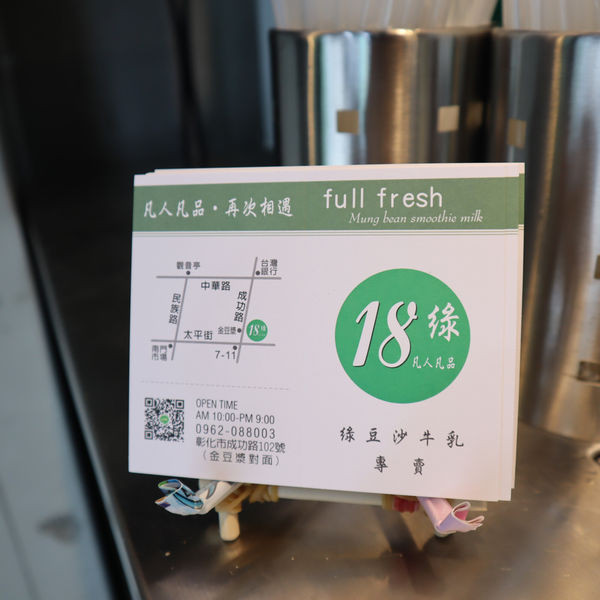 凡人凡品・再次相遇
full fresh
Mung bean smoothie milk
觀音亭
台灣
銀行
中華路
民族路
成功路
金豆漿
18綠
太平街
南門
市場
7-11
18綠
凡人凡品
OPEN TIME
AM 10:00-PM 9:00
0962-088003
彰化市成功路102號
(金豆漿對面)
綠豆沙牛乳
專賣